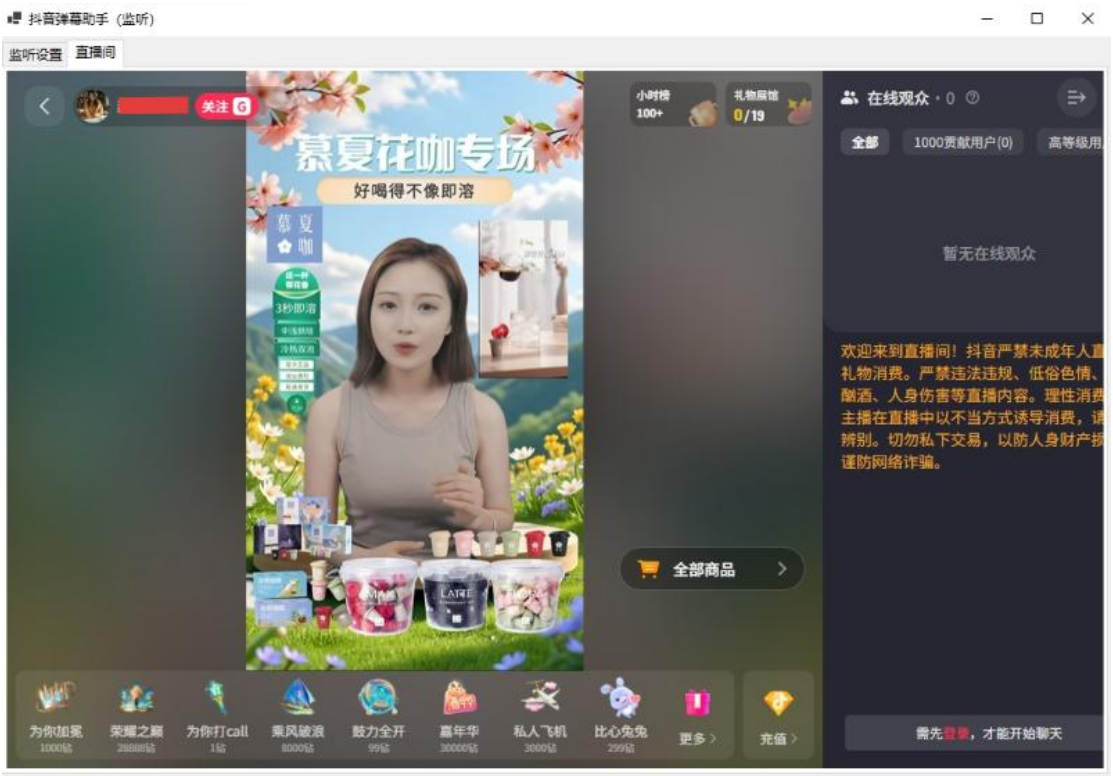 抖音弹幕助手（监听）
监听设置 直播间
关注
小时榜
100+
礼物展馆
0/19
在线观众 · 0
全部 1000贡献用户(0) 高等级用
暂无在线观众
慕夏花咖专场
好喝得不像即溶
慕夏
咖
3秒即溶
冷热双泡
欢迎来到直播间！抖音严禁未成年人直
礼物消费。严禁违法违规、低俗色情、
酗酒、人身伤害等直播内容。理性消费
主播在直播中以不当方式诱导消费，请
辨别。切勿私下交易，以防人身财产损
谨防网络诈骗。
全部商品
MAX
LATTE
为你加冕
1000钻
荣耀之巅
28888钻
为你打call
1钻
乘风破浪
8000钻
鼓力全开
99钻
嘉年华
30000钻
私人飞机
3000钻
比心兔兔
299钻
更多
充值
需先登录，才能开始聊天